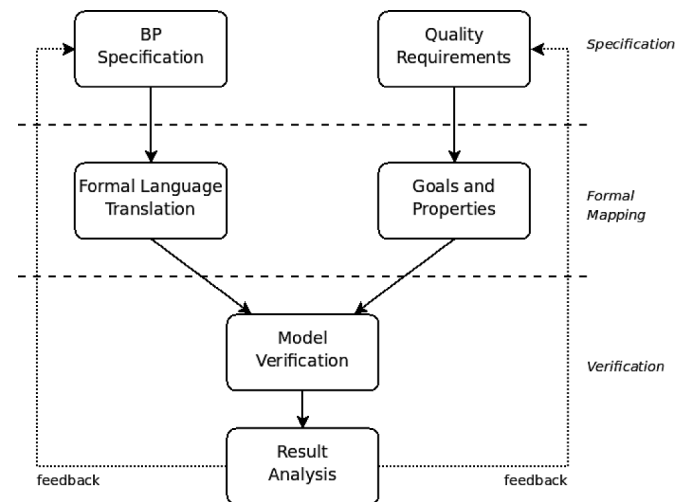 BP
Specification
Quality
Requirements
Specification
Formal Language
Translation
Goals and
Properties
Formal
Mapping
Model
Verification
Verification
Result
Analysis
feedback
feedback